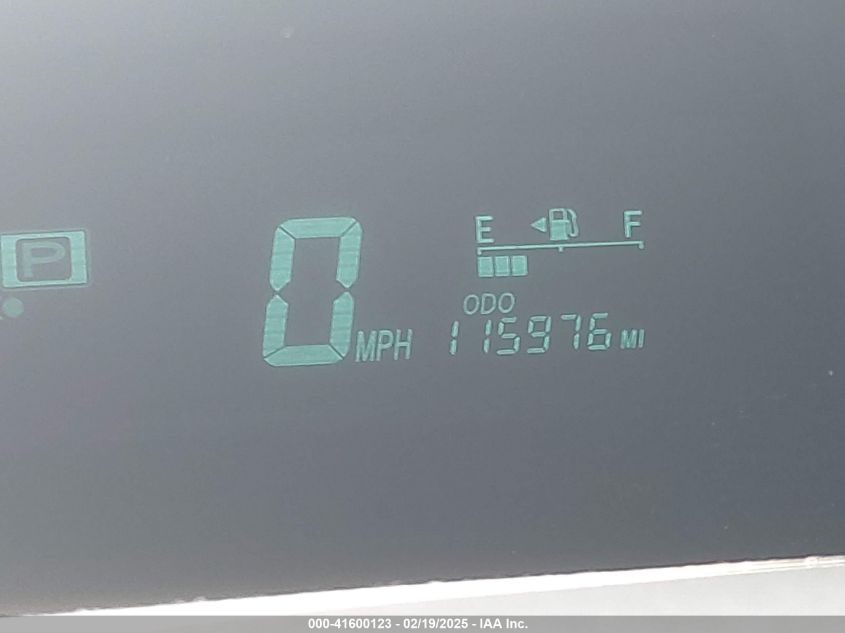 P
E F
ODO
0 MPH 115976 MI
000-41600123 - 02/19/2025 - IAA Inc.